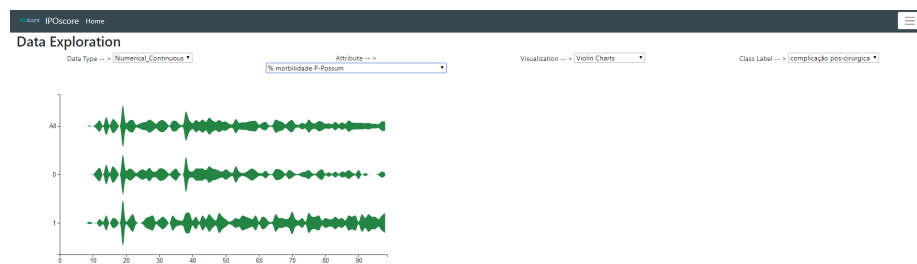 IPOscore IPOscore Home
Data Exploration
Data Type -- > Numerical_Continuous
Attribute -- >
% morbilidade P-Possum
Visualization -- > Violin Charts
Class Label -- > complicação pós-cirúrgica
All
0
1
0 10 20 30 40 50 60 70 80 90